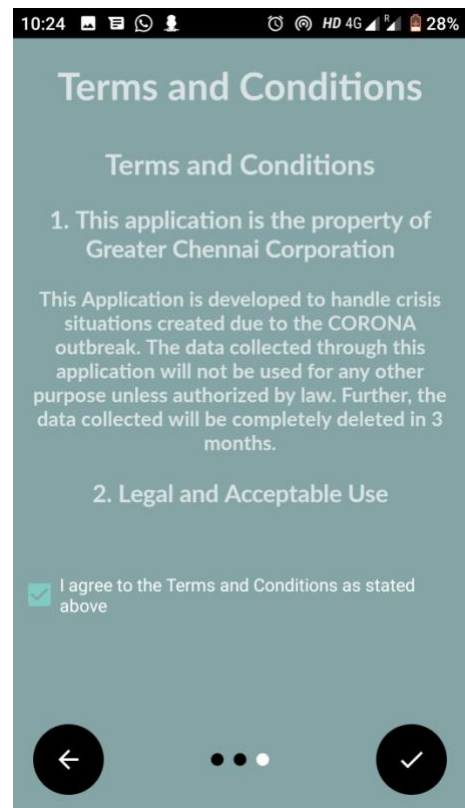 10:24 HD 4G R 28%
Terms and Conditions
Terms and Conditions
1. This application is the property of
Greater Chennai Corporation
This Application is developed to handle crisis
situations created due to the CORONA
outbreak. The data collected through this
application will not be used for any other
purpose unless authorized by law. Further, the
data collected will be completely deleted in 3
months.
2. Legal and Acceptable Use
I agree to the Terms and Conditions as stated
above